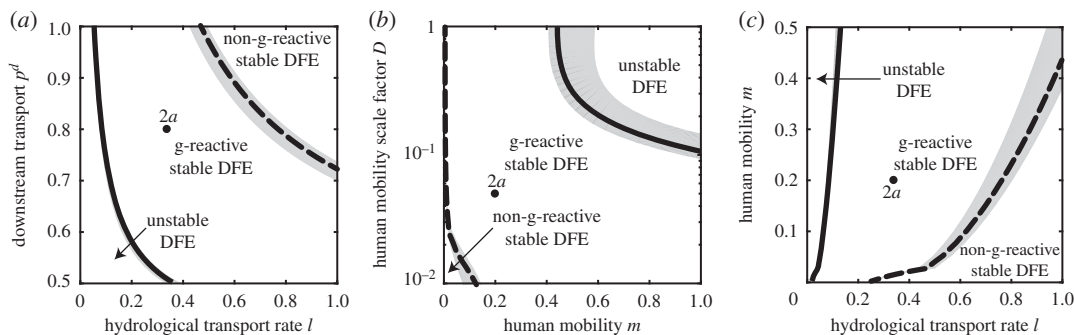 (a)
1.0
0.9
0.8
0.7
0.6
0.5
downstream transport p^d
non-g-reactive
stable DFE
2a
g-reactive
stable DFE
unstable
DFE
0
0.2
0.4
0.6
0.8
1.0
hydrological transport rate l
(b)
1
10^-1
10^-2
human mobility scale factor D
unstable
DFE
g-reactive
stable DFE
2a
non-g-reactive
stable DFE
0
0.2
0.4
0.6
0.8
1.0
human mobility m
(c)
0.5
0.4
0.3
0.2
0.1
0
human mobility m
unstable
DFE
g-reactive
stable DFE
2a
non-g-reactive
stable DFE
0
0.2
0.4
0.6
0.8
1.0
hydrological transport rate l